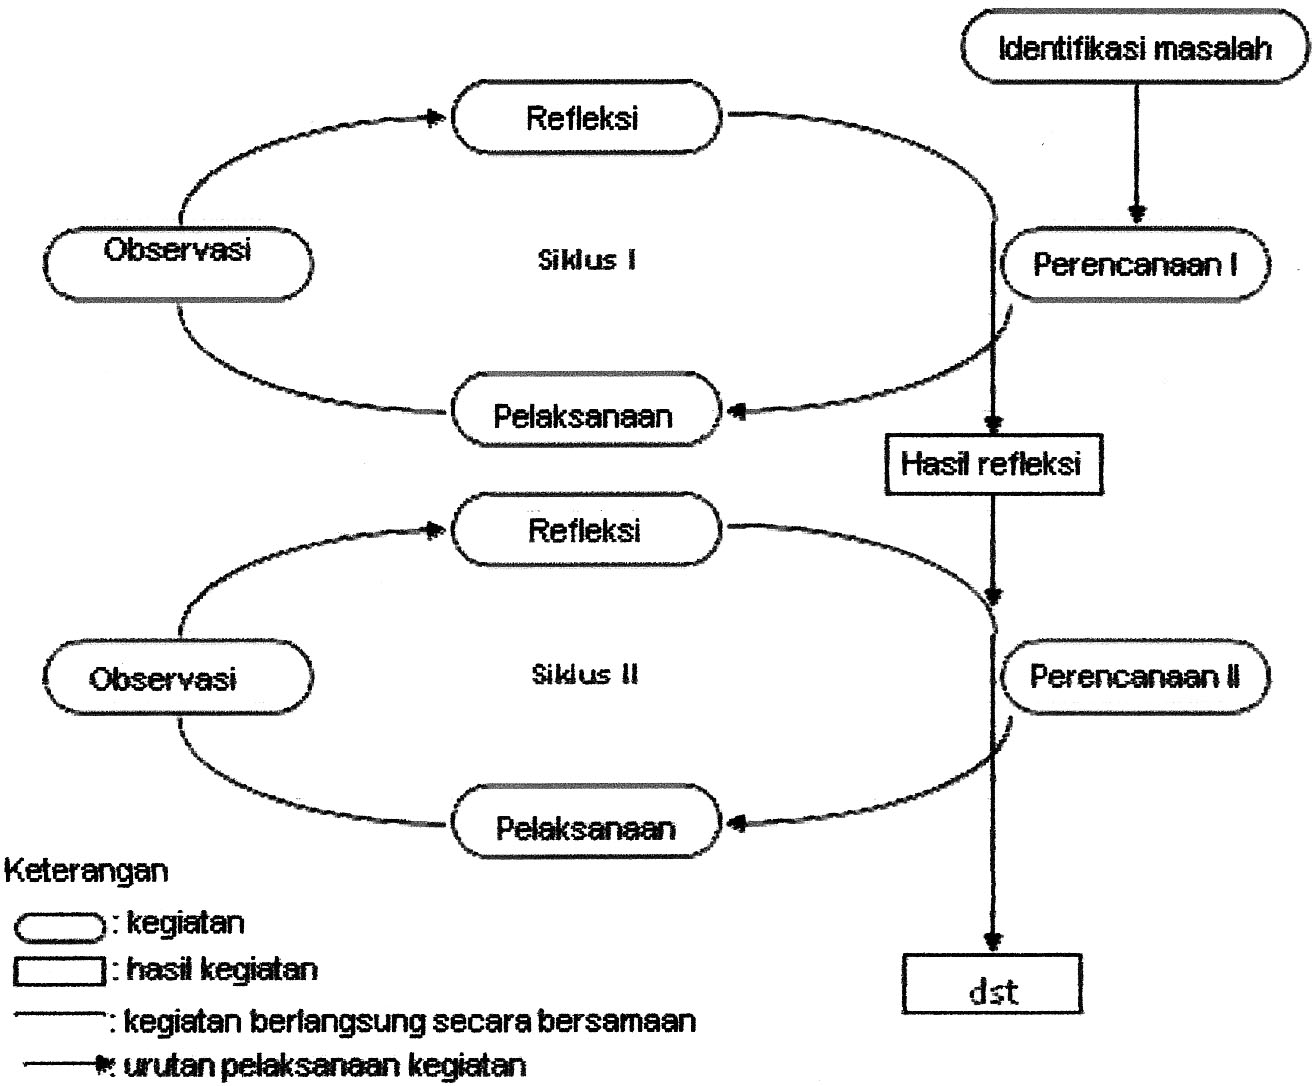 Identifikasi masalah
Refleksi
Observasi
Siklus I
Perencanaan I
Pelaksanaan
Hasil refleksi
Refleksi
Observasi
Siklus II
Perencanaan II
Pelaksanaan
Keterangan
: kegiatan
: hasil kegiatan
dst
: kegiatan berlangsung secara bersamaan
: urutan pelaksanaan kegiatan